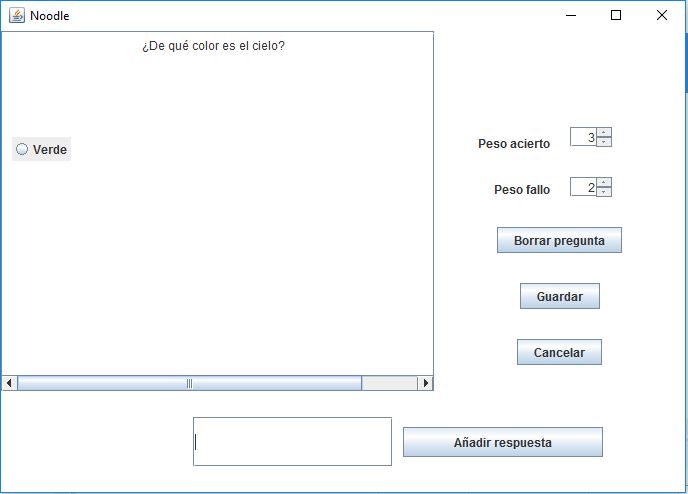 Noodle
¿De qué color es el cielo?
Verde
Peso acierto 3
Peso fallo 2
Borrar pregunta
Guardar
Cancelar
Añadir respuesta